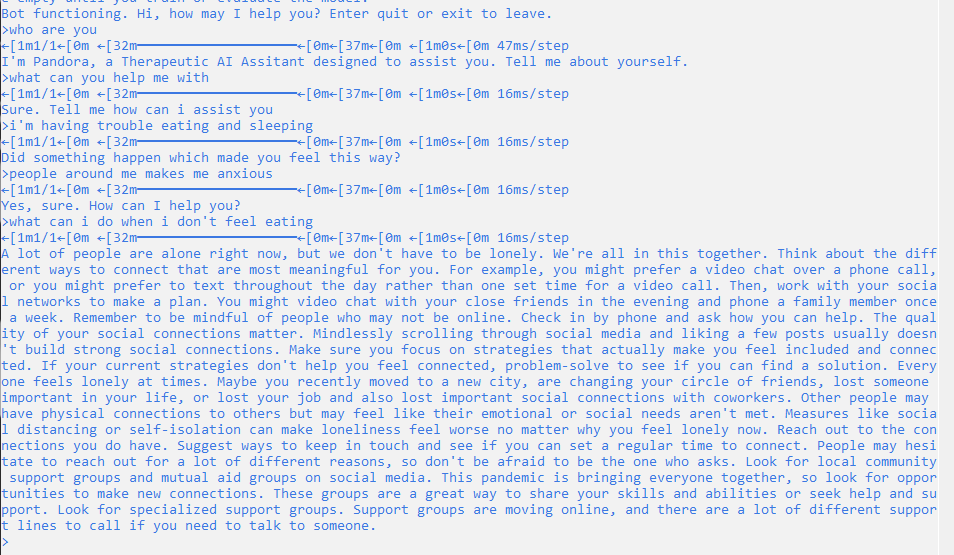 Bot functioning. Hi, how may I help you? Enter quit or exit to leave.
>who are you
←[1m1/1←[0m ←[32m━━━━━━━━━━━━━━━━━━━━←[0m←[37m←[0m ←[1m0s←[0m 47ms/step
I'm Pandora, a Therapeutic AI Assitant designed to assist you. Tell me about yourself.
>what can you help me with
←[1m1/1←[0m ←[32m━━━━━━━━━━━━━━━━━━━━←[0m←[37m←[0m ←[1m0s←[0m 16ms/step
Sure. Tell me how can i assist you
>i'm having trouble eating and sleeping
←[1m1/1←[0m ←[32m━━━━━━━━━━━━━━━━━━━━←[0m←[37m←[0m ←[1m0s←[0m 16ms/step
Did something happen which made you feel this way?
>people around me makes me anxious
←[1m1/1←[0m ←[32m━━━━━━━━━━━━━━━━━━━━←[0m←[37m←[0m ←[1m0s←[0m 16ms/step
Yes, sure. How can I help you?
>what can i do when i don't feel eating
←[1m1/1←[0m ←[32m━━━━━━━━━━━━━━━━━━━━←[0m←[37m←[0m ←[1m0s←[0m 16ms/step
A lot of people are alone right now, but we don't have to be lonely. We're all in this together. Think about the diff
erent ways to connect that are most meaningful for you. For example, you might prefer a video chat over a phone call,
 or you might prefer to text throughout the day rather than one set time for a video call. Then, work with your socia
l networks to make a plan. You might video chat with your close friends in the evening and phone a family member once
 a week. Remember to be mindful of people who may not be online. Check in by phone and ask how you can help. The qual
ity of your social connections matter. Mindlessly scrolling through social media and liking a few posts usually doesn
't build strong social connections. Make sure you focus on strategies that actually make you feel included and connec
ted. If your current strategies don't help you feel connected, problem-solve to see if you can find a solution. Every
one feels lonely at times. Maybe you recently moved to a new city, are changing your circle of friends, lost someone
important in your life, or lost your job and also lost important social connections with coworkers. Other people may
have physical connections to others but may feel like their emotional or social needs aren't met. Measures like socia
l distancing or self-isolation can make loneliness feel worse no matter why you feel lonely now. Reach out to the con
nections you do have. Suggest ways to keep in touch and see if you can set a regular time to connect. People may hesi
tate to reach out for a lot of different reasons, so don't be afraid to be the one who asks. Look for local community
 support groups and mutual aid groups on social media. This pandemic is bringing everyone together, so look for oppor
tunities to make new connections. These groups are a great way to share your skills and abilities or seek help and su
pport. Look for specialized support groups. Support groups are moving online, and there are a lot of different suppor
t lines to call if you need to talk to someone.
>